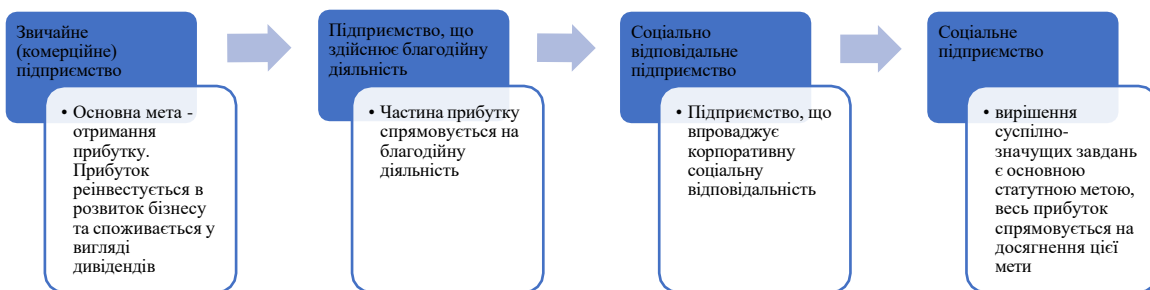 Звичайне
(комерційне)
підприємство
• Основна мета -
отримання
прибутку.
Прибуток
реінвестується в
розвиток бізнесу
та споживається у
вигляді
дивідендів
Підприємство, що
здійснює благодійну
діяльність
• Частина прибутку
спрямовується на
благодійну
діяльність
Соціально
відповідальне
підприємство
• Підприємство, що
впроваджує
корпоративну
соціальну
відповідальність
Соціальне
підприємство
• вирішення
суспільно-
значущих завдань
є основною
статутною метою,
весь прибуток
спрямовується на
досягнення цієї
мети